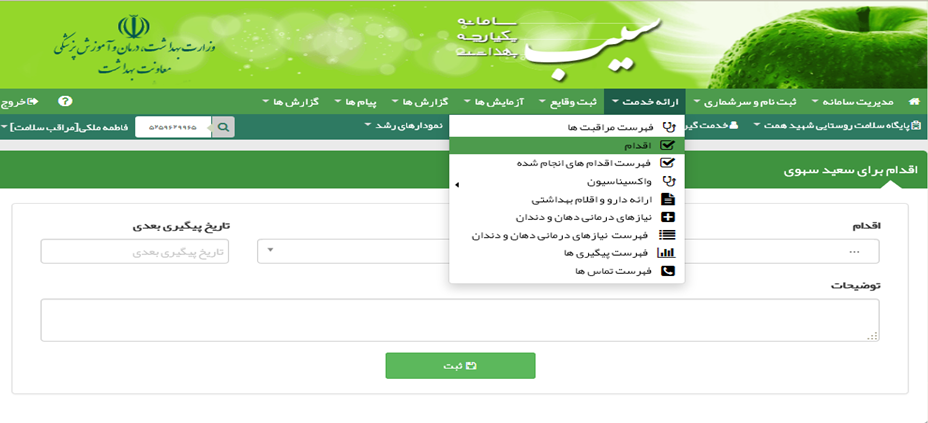 سامانه
یکپارچه
بهداشت
سیب
وزارت بهداشت، درمان و آموزش پزشکی
معاونت بهداشت
مدیریت سامانه
ثبت نام و سرشماری
ارائه خدمت
ثبت وقایع
آزمایش ها
گزارش ها
پیام ها
گزارش ها
گزارش ها
?
خروج
پایگاه سلامت روستایی شهید همت
خدمت گیر
نمودارهای رشد
۵۲۵۹۶۲۹۹۶۵
فاطمه ملکی[مراقب سلامت]
فهرست مراقبت ها
اقدام
فهرست اقدام های انجام شده
واکسیناسیون
ارائه دارو و اقلام بهداشتی
نیازهای درمانی دهان و دندان
فهرست نیازهای درمانی دهان و دندان
فهرست پیگیری ها
فهرست تماس ها
اقدام برای سعید سهوی
اقدام
تاریخ پیگیری بعدی
...
تاریخ پیگیری بعدی
توضیحات
ثبت